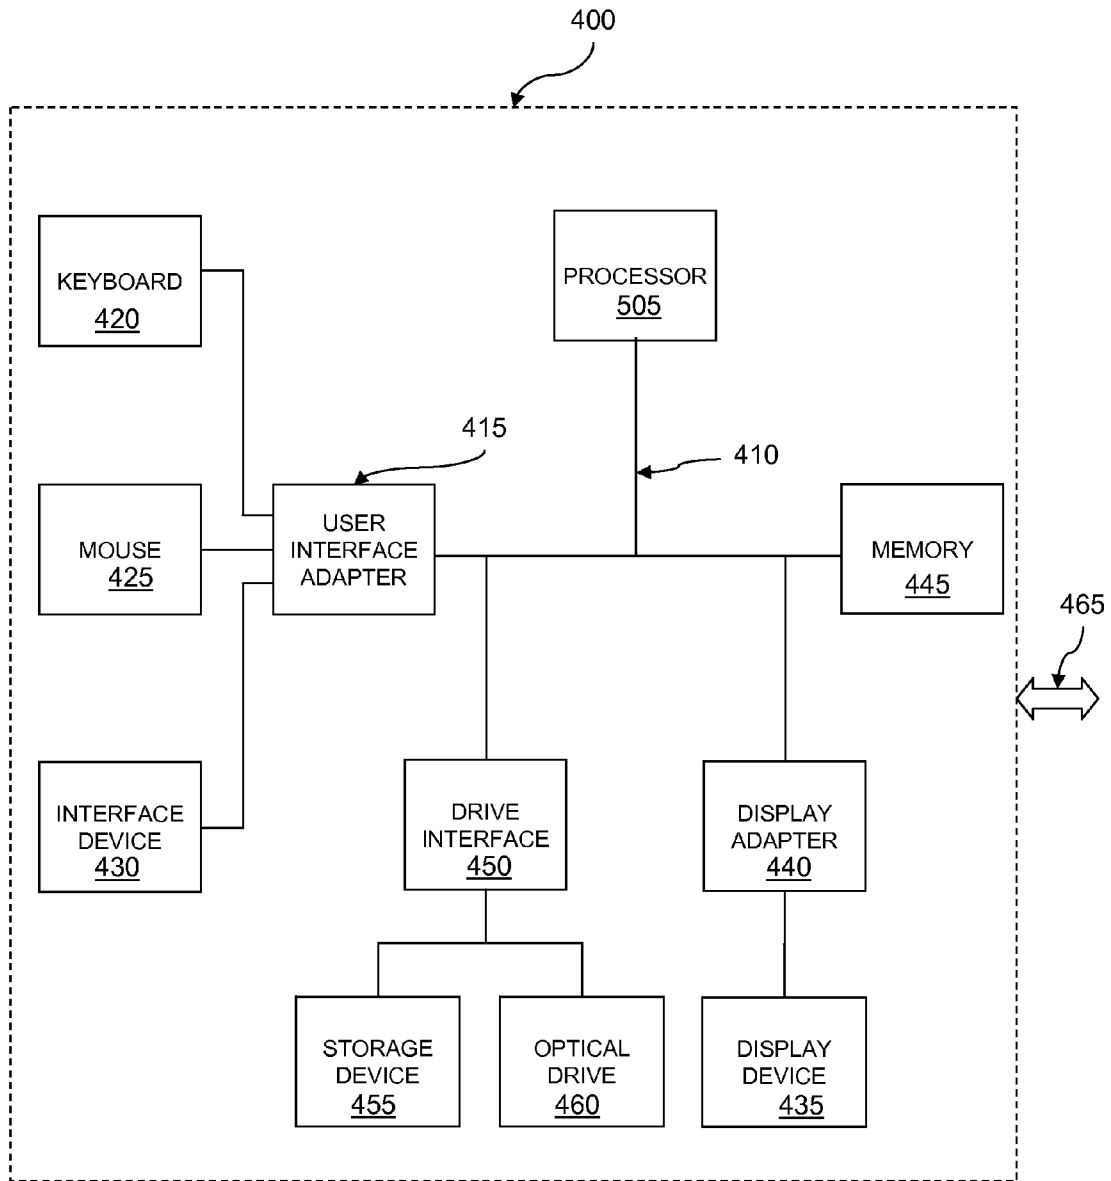 400
KEYBOARD
420
PROCESSOR
505
415
410
MOUSE
425
USER
INTERFACE
ADAPTER
MEMORY
445
465
INTERFACE
DEVICE
430
DRIVE
INTERFACE
450
DISPLAY
ADAPTER
440
STORAGE
DEVICE
455
OPTICAL
DRIVE
460
DISPLAY
DEVICE
435